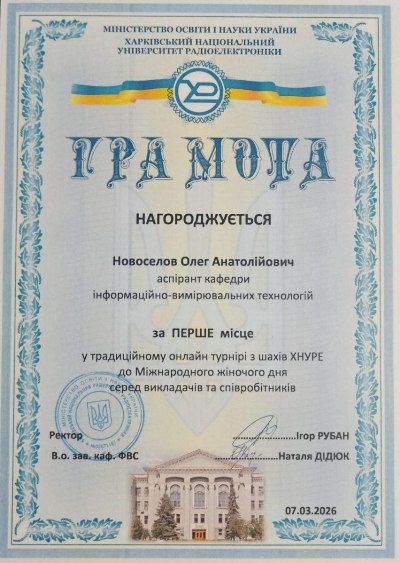 МІНІСТЕРСТВО ОСВІТИ І НАУКИ УКРАЇНИ
ХАРКІВСЬКИЙ НАЦІОНАЛЬНИЙ
УНІВЕРСИТЕТ РАДІОЕЛЕКТРОНІКИ
ГРАМОТА
НАГОРОДЖУЄТЬСЯ
Новоселов Олег Анатолійович
аспірант кафедри
інформаційно-вимірювальних технологій
за ПЕРШЕ місце
у традиційному онлайн турнірі з шахів ХНУРЕ
до Міжнародного жіночого дня
серед викладачів та співробітників
Ректор ....................Ігор РУБАН
В.о. зав. каф. ФВС ....................Наталя ДІДЮК
07.03.2026